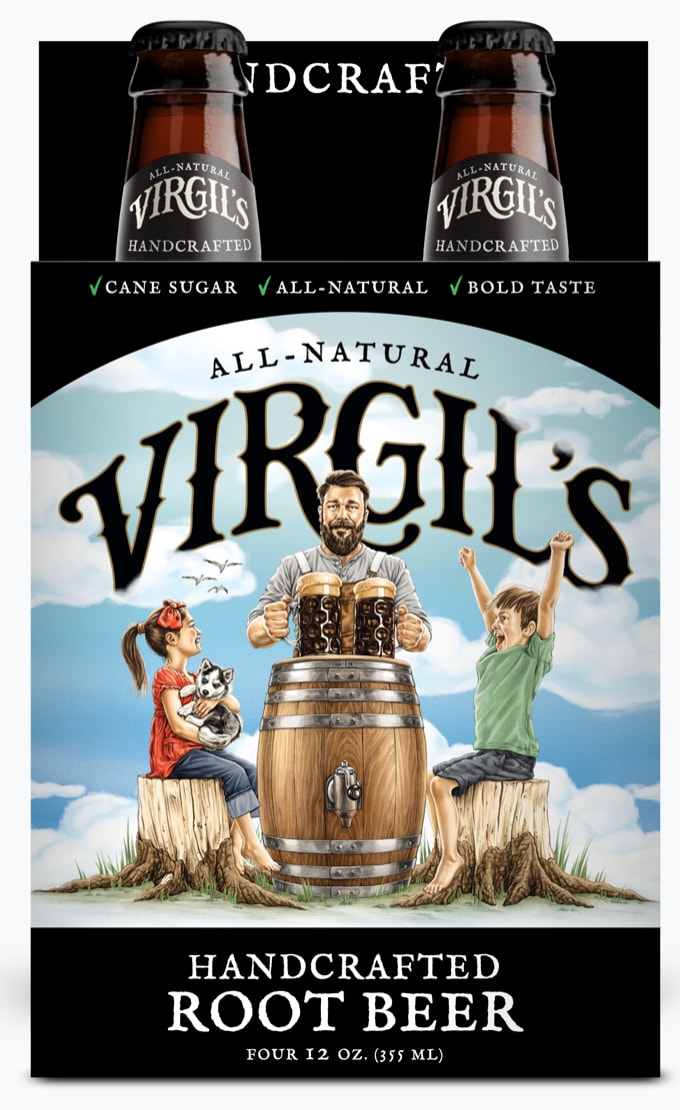 ALL-NATURAL
VIRGIL'S
HANDCRAFTED
ALL-NATURAL
VIRGIL'S
HANDCRAFTED
✓CANE SUGAR ✓ALL-NATURAL ✓BOLD TASTE
ALL-NATURAL
VIRGIL'S
HANDCRAFTED
ROOT BEER
FOUR 12 OZ. (355 ML)